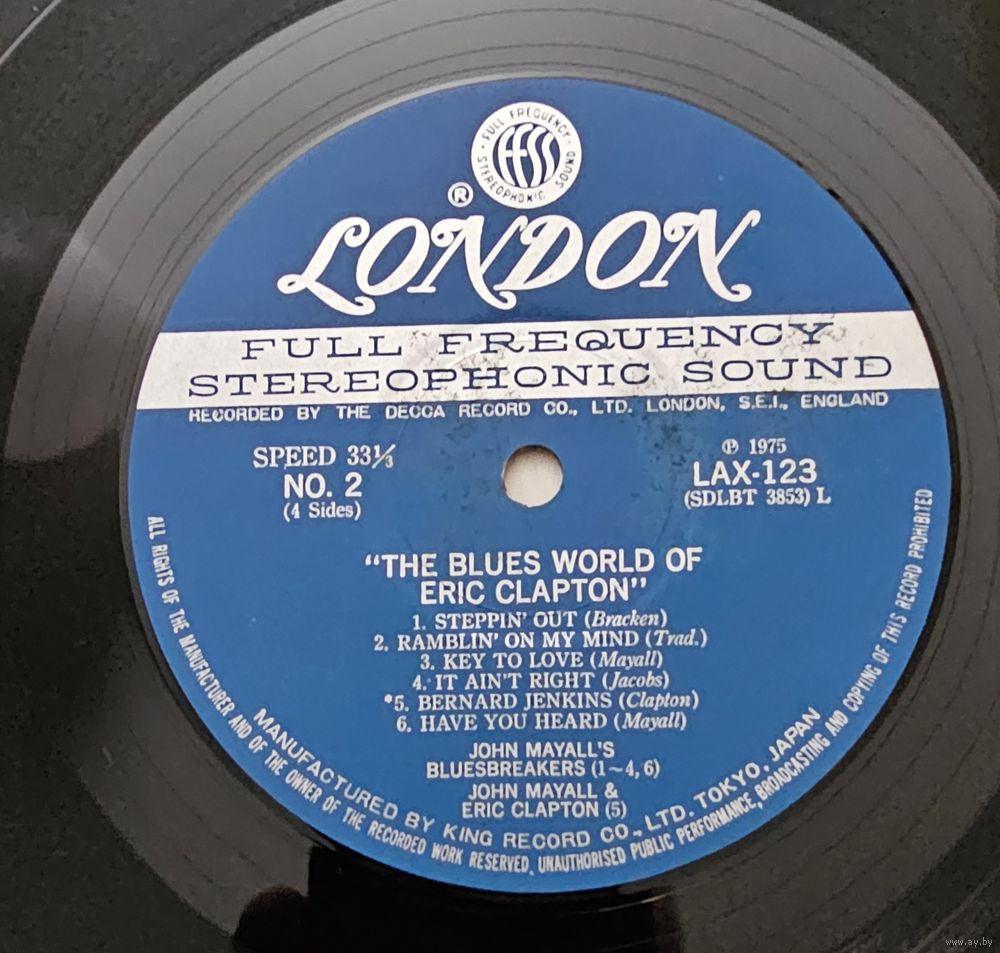 FULL FREQUENCY
ffss
STEREOPHONIC SOUND
®
LONDON
FULL FREQUENCY
STEREOPHONIC SOUND
RECORDED BY THE DECCA RECORD CO., LTD. LONDON, S.E.I., ENGLAND
SPEED 33⅓
NO. 2
(4 Sides)
℗ 1975
LAX-123
(SDLBT 3853) L
“THE BLUES WORLD OF
ERIC CLAPTON”
1. STEPPIN' OUT (Bracken)
2. RAMBLIN' ON MY MIND (Trad.)
3. KEY TO LOVE (Mayall)
4. IT AIN'T RIGHT (Jacobs)
*5. BERNARD JENKINS (Clapton)
6. HAVE YOU HEARD (Mayall)
JOHN MAYALL'S
BLUESBREAKERS (1~4, 6)
JOHN MAYALL &
ERIC CLAPTON (5)
MANUFACTURED BY KING RECORD CO., LTD. TOKYO, JAPAN
ALL RIGHTS OF THE MANUFACTURER AND OF THE OWNER OF THE RECORDED WORK RESERVED. UNAUTHORISED PUBLIC PERFORMANCE, BROADCASTING AND COPYING OF THIS RECORD PROHIBITED
www.ay.by